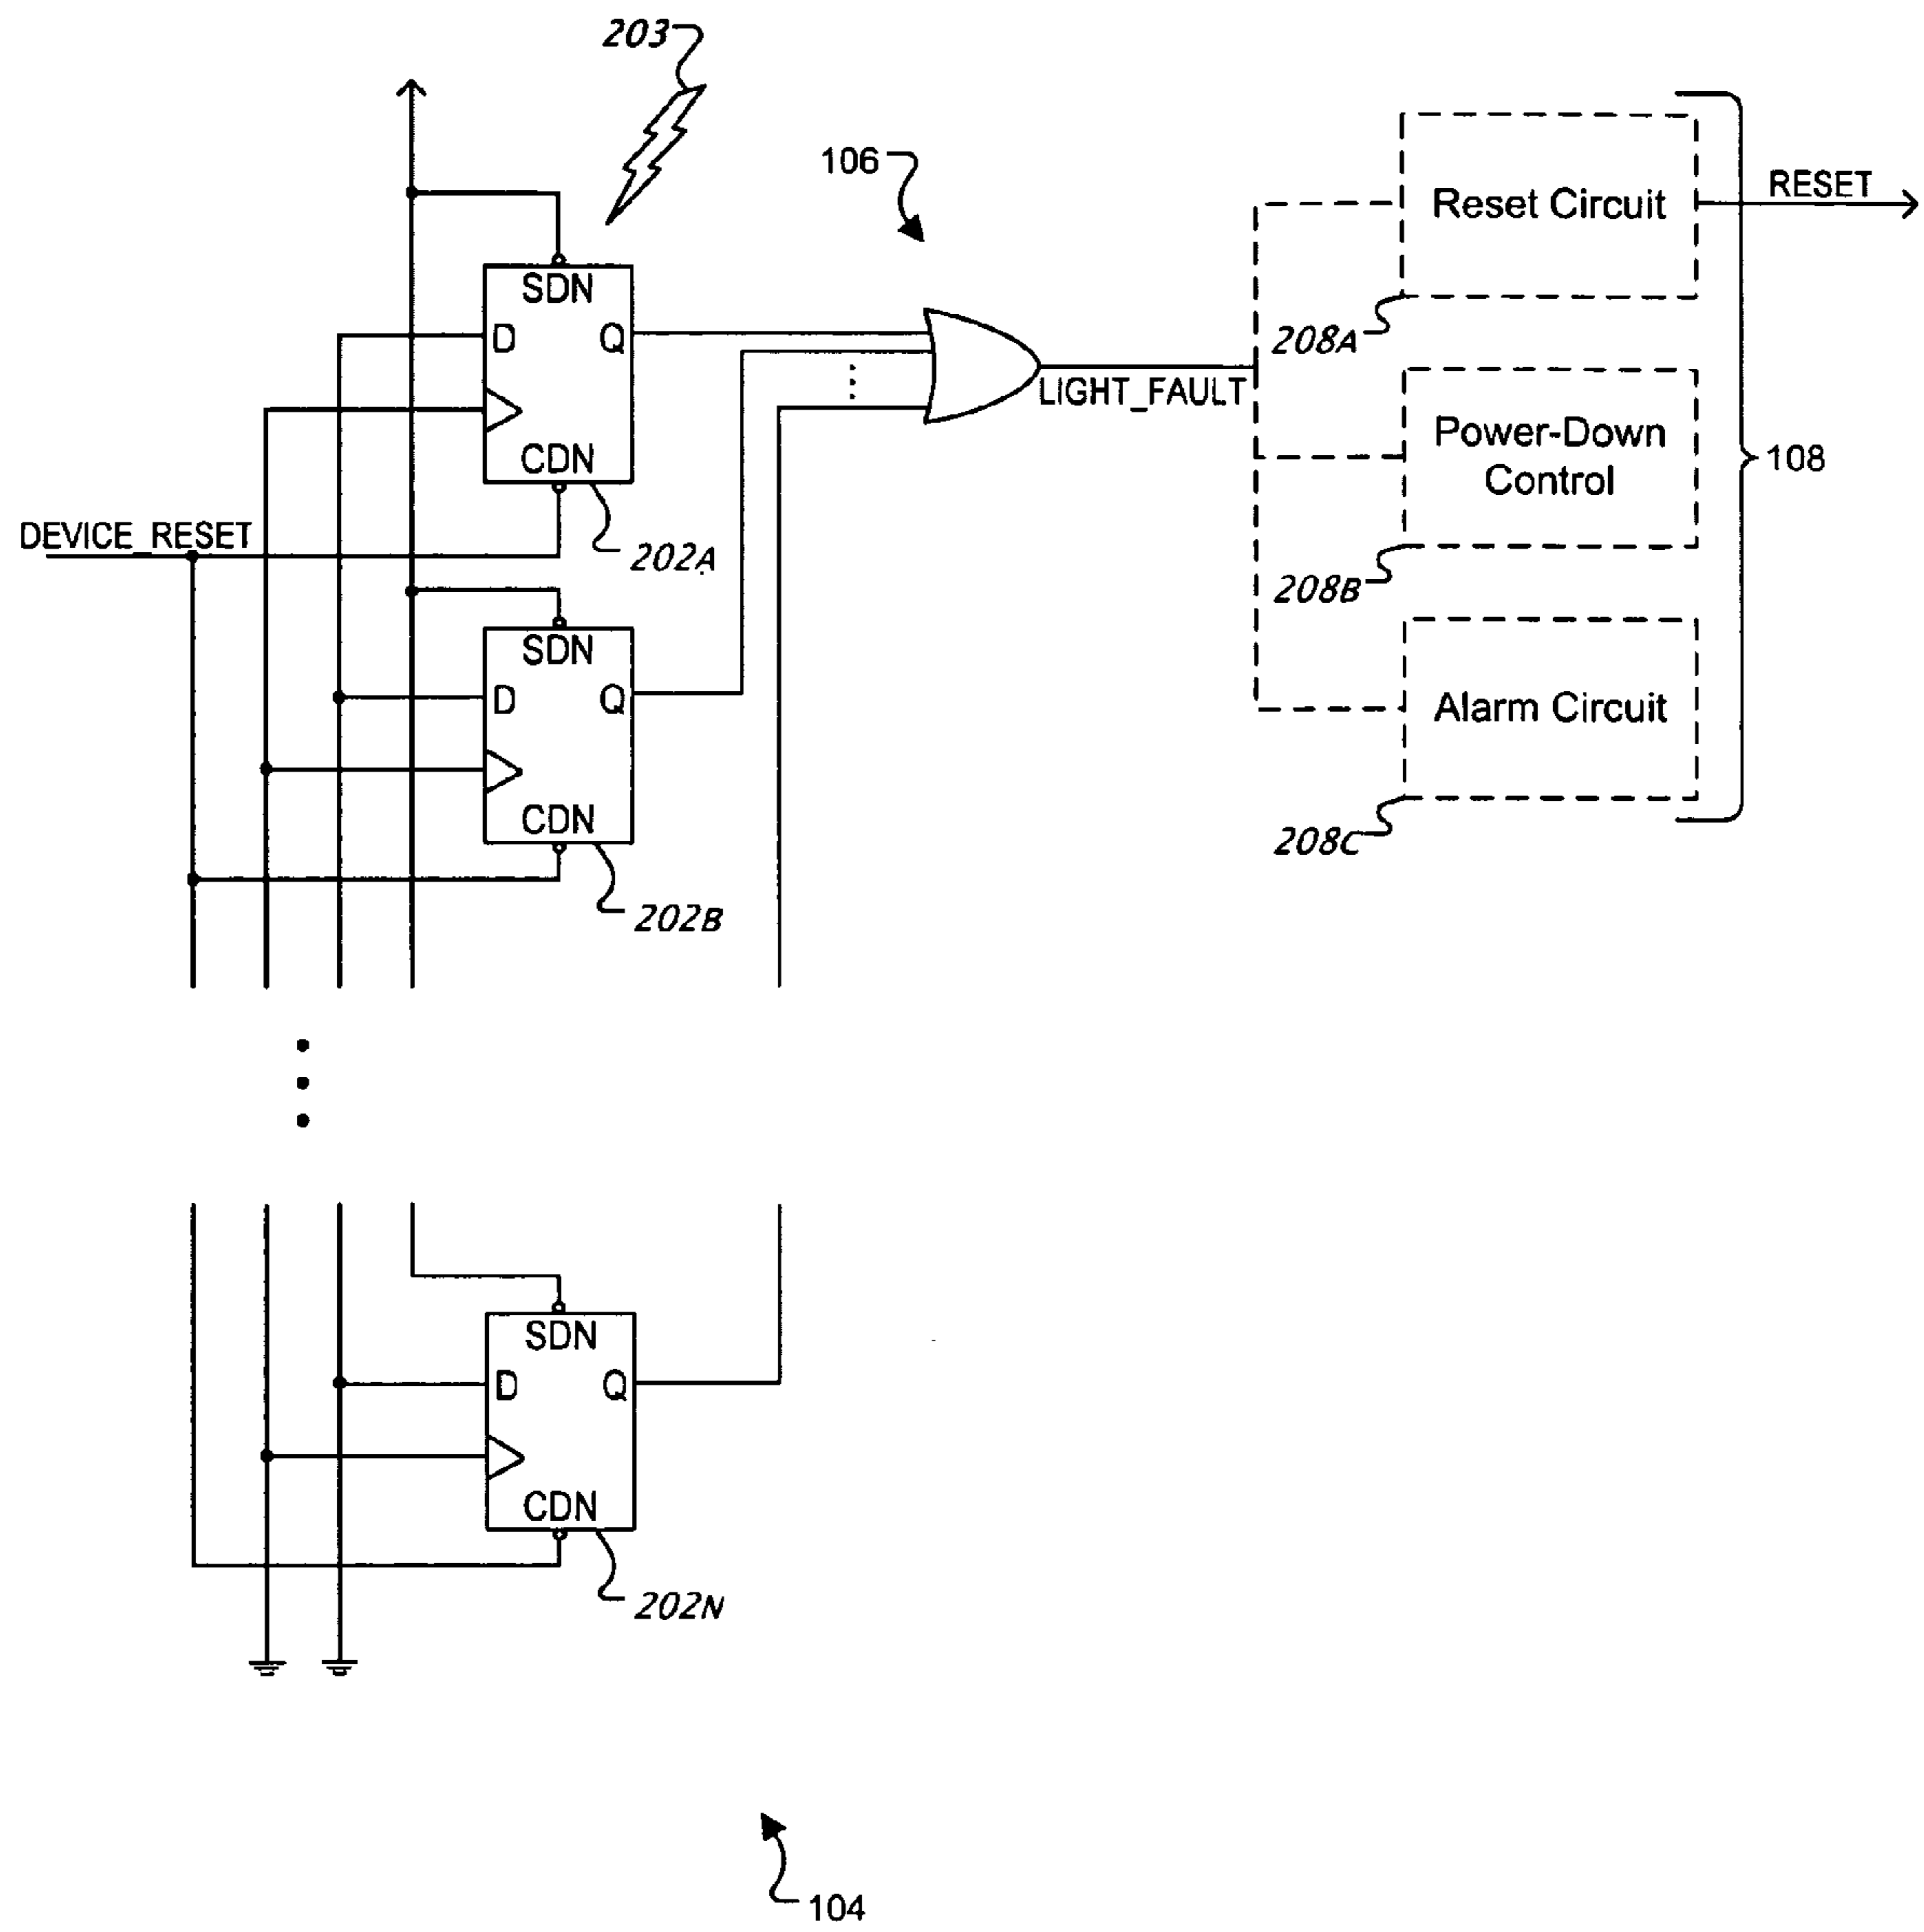 203
106
Reset Circuit
RESET
208A
SDN
D
Q
CDN
202A
LIGHT_FAULT
Power-Down
Control
108
208B
DEVICE_RESET
SDN
D
Q
CDN
202B
Alarm Circuit
208C
SDN
D
Q
CDN
202N
104